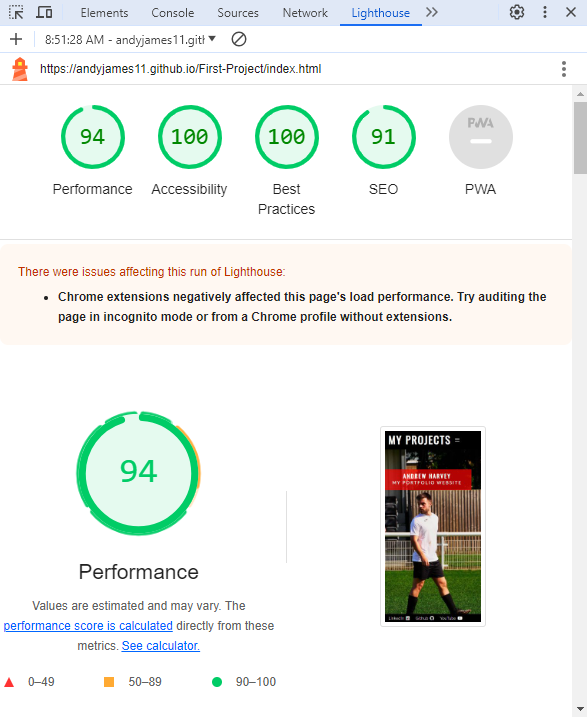 Elements Console Sources Network Lighthouse
8:51:28 AM - andyjames11.gitl
https://andyjames11.github.io/First-Project/index.html
94 100 100 91 PWA
Performance Accessibility Best Practices SEO PWA
There were issues affecting this run of Lighthouse:
• Chrome extensions negatively affected this page's load performance. Try auditing the
page in incognito mode or from a Chrome profile without extensions.
94
Performance
Values are estimated and may vary. The
performance score is calculated directly from these
metrics. See calculator.
0–49 50–89 90–100
MY PROJECTS
ANDREW HARVEY
MY PORTFOLIO WEBSITE
LinkedIn Github YouTube